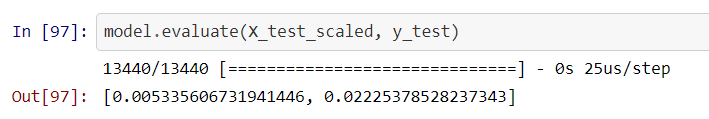 In [97]: model.evaluate(X_test_scaled, y_test)
13440/13440 [==============================] - 0s 25us/step
Out[97]: [0.005335606731941446, 0.02225378528237343]